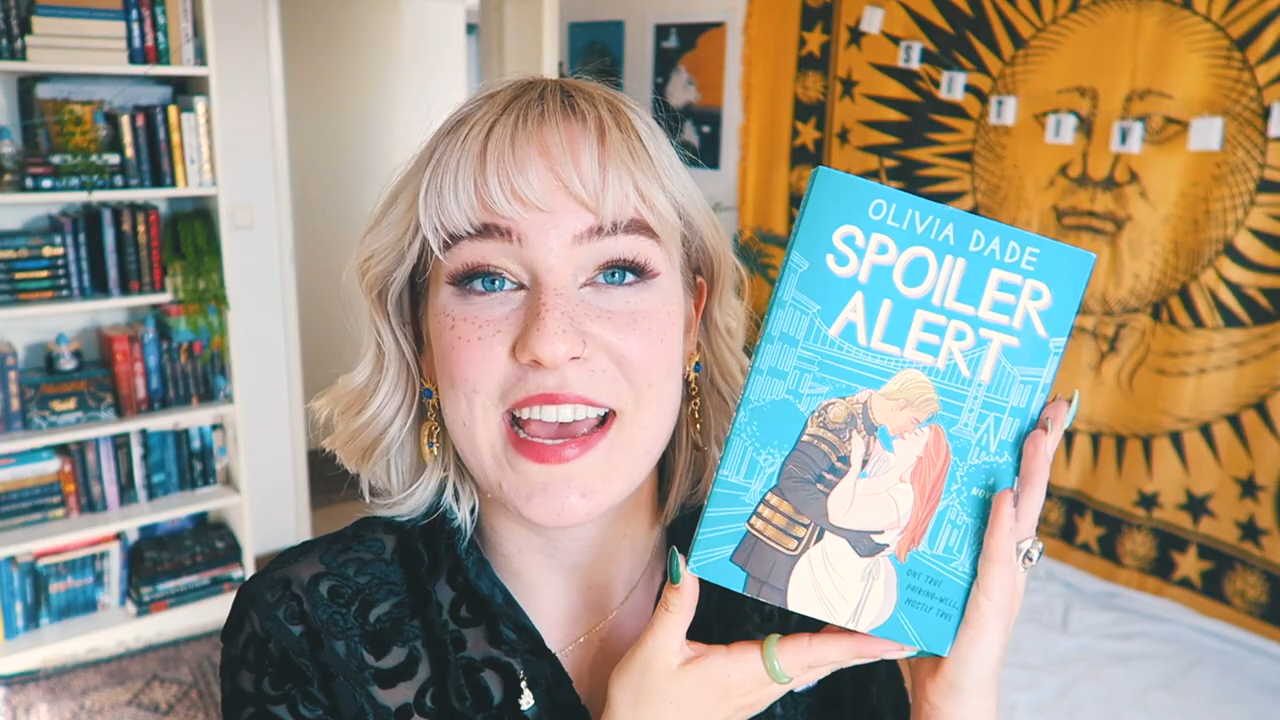 OLIVIA DADE
SPOILER
ALERT
A
NOVEL
ONE TRUE
PAIRING—WELL,
MOSTLY TRUE